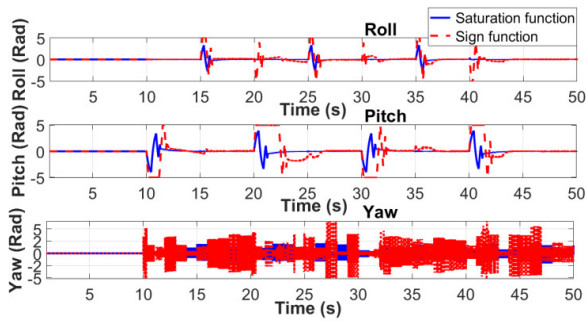 Roll
Saturation function
Sign function
Roll (Rad)
5
0
-5
5 10 15 20 25 30 35 40 45 50
Time (s)
Pitch
Pitch (Rad)
5
0
-5
5 10 15 20 25 30 35 40 45 50
Time (s)
Yaw
Yaw (Rad)
5
2
0
-2
-5
5 10 15 20 25 30 35 40 45 50
Time (s)